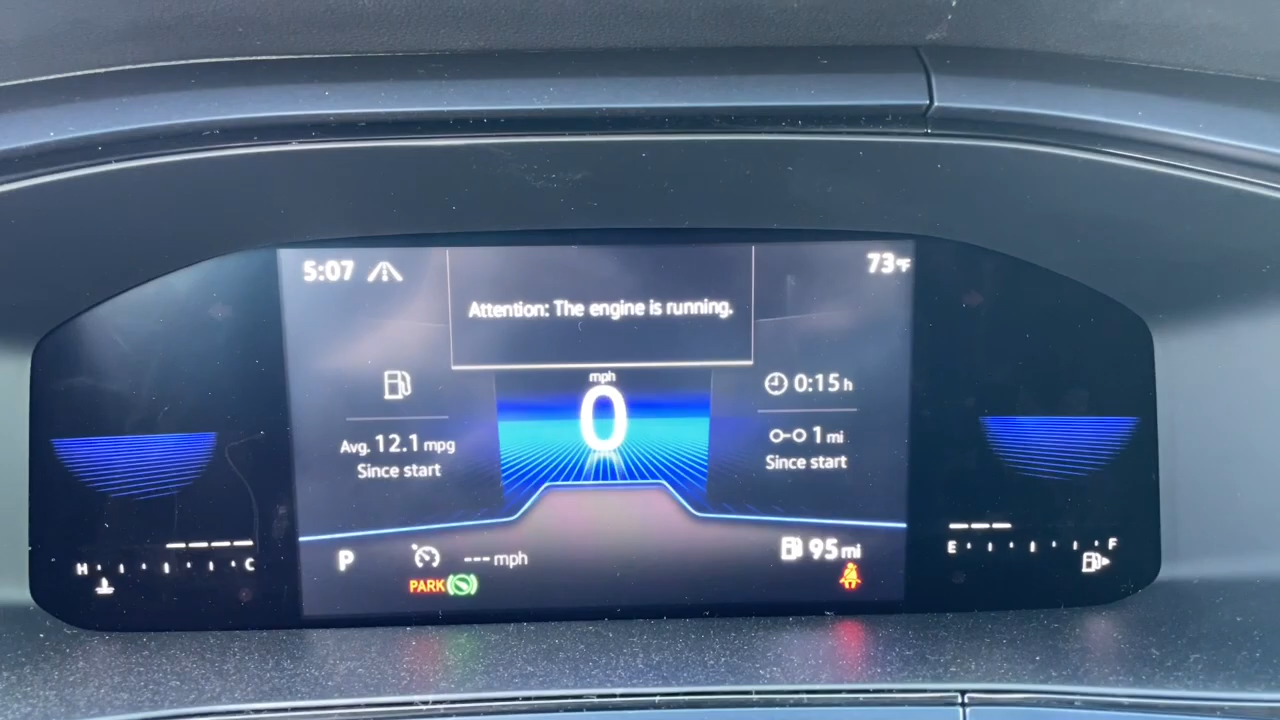 5:07
73°F
Attention: The engine is running.
mph
0
0:15 h
Avg. 12.1 mpg
Since start
1 mi
Since start
P
--- mph
95 mi
PARK
H
C
E
F